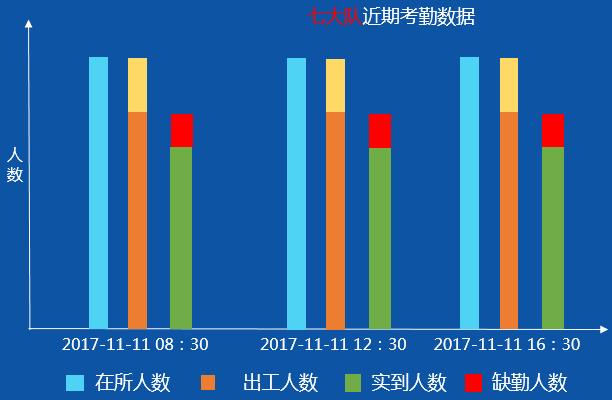 七大队近期考勤数据
人数
2017-11-11 08：30
2017-11-11 12：30
2017-11-11 16：30
在所人数
出工人数
实到人数
缺勤人数